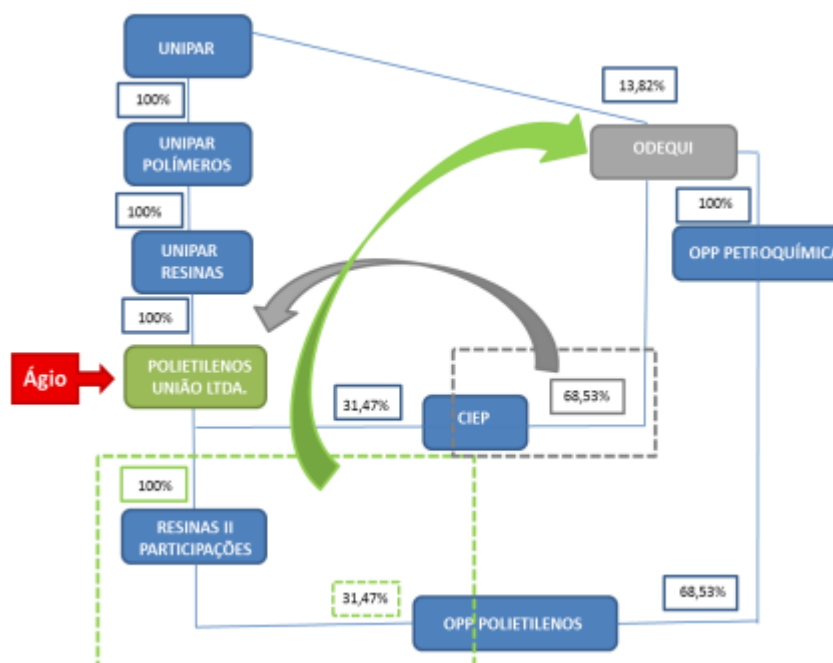 UNIPAR
13,82%
100%
UNIPAR
POLÍMEROS
ODEQUI
100%
100%
UNIPAR
RESINAS
OPP PETROQUÍMICA
100%
Ágio
POLIETILENOS
UNIÃO LTDA.
31,47%
CIEP
68,53%
100%
RESINAS II
PARTICIPAÇÕES
31,47%
OPP POLIETILENOS
68,53%